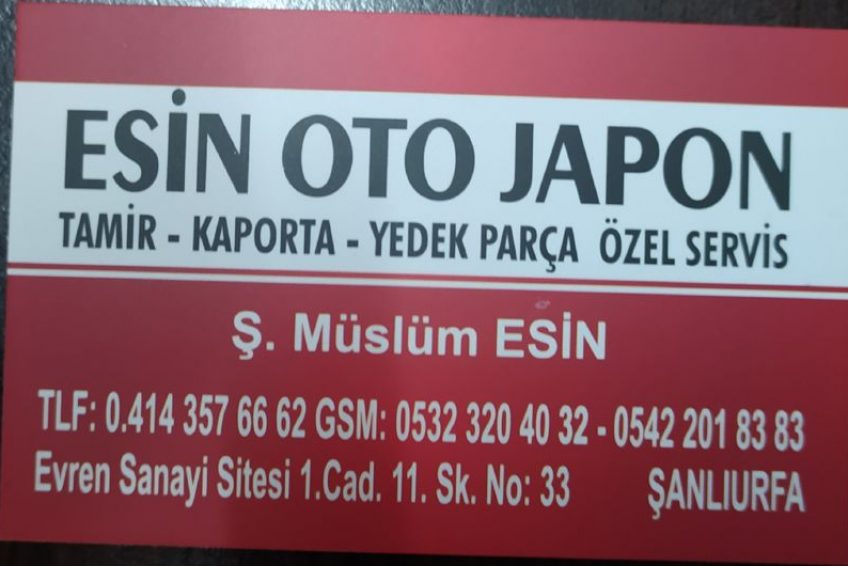 ESİN OTO JAPON
TAMİR - KAPORTA - YEDEK PARÇA ÖZEL SERVİS
Ş. Müslüm ESİN
TLF: 0.414 357 66 62 GSM: 0532 320 40 32 - 0542 201 83 83
Evren Sanayi Sitesi 1.Cad. 11. Sk. No: 33 ŞANLIURFA